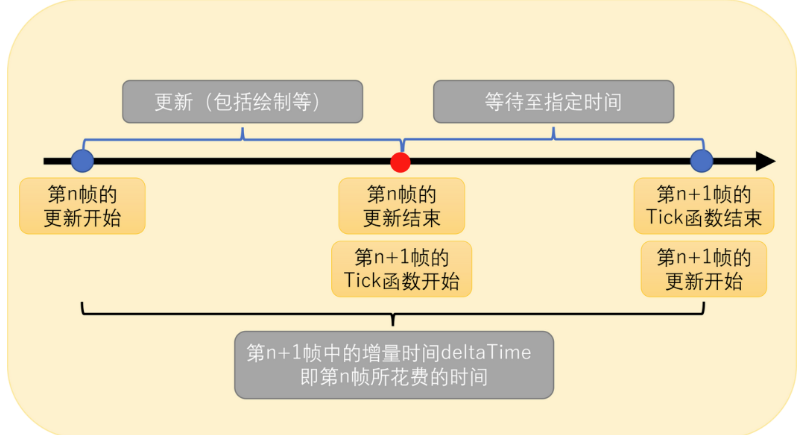 更新（包括绘制等）
等待至指定时间
第n帧的
更新开始
第n帧的
更新结束
第n+1帧的
Tick函数结束
第n+1帧的
Tick函数开始
第n+1帧的
更新开始
第n+1帧中的增量时间deltaTime
即第n帧所花费的时间